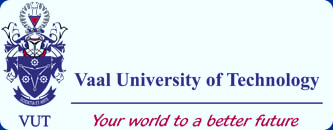 Vaal University of Technology
VUT
Your world to a better future